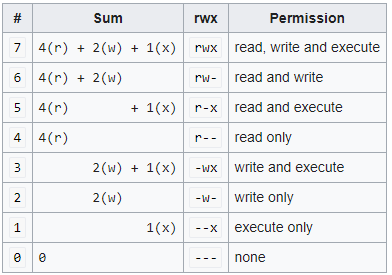 # Sum rwx Permission
7 4(r) + 2(w) + 1(x) rwx read, write and execute
6 4(r) + 2(w) rw- read and write
5 4(r) + 1(x) r-x read and execute
4 4(r) r-- read only
3 2(w) + 1(x) -wx write and execute
2 2(w) -w- write only
1 1(x) --x execute only
0 0 --- none